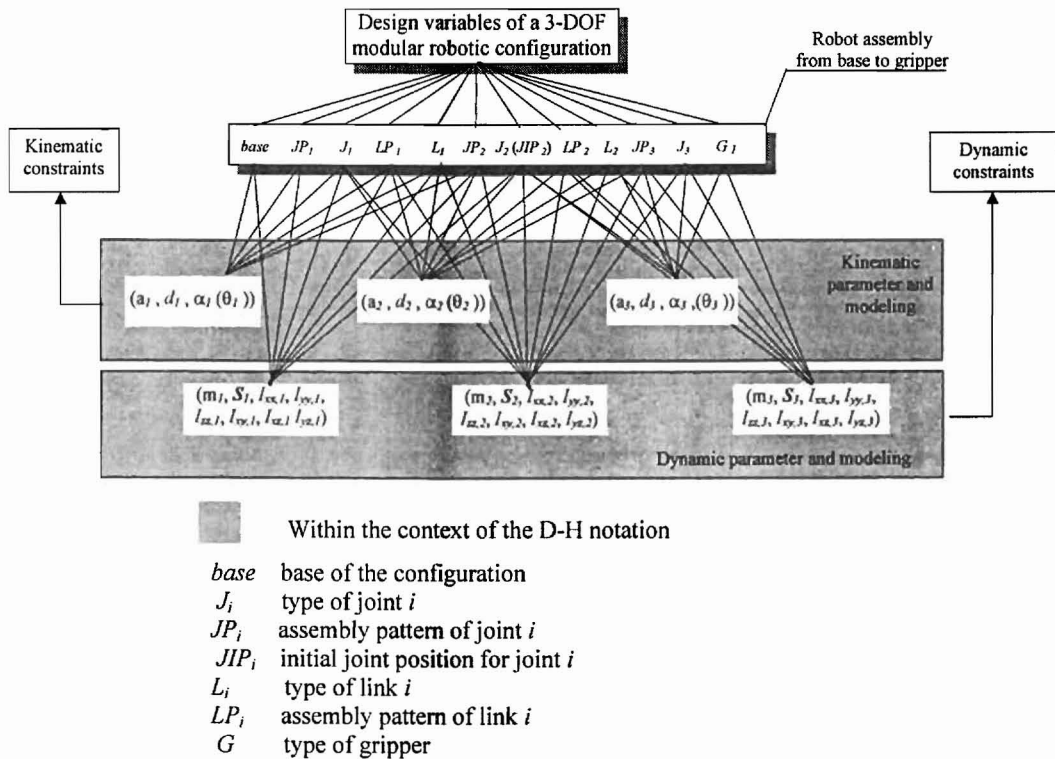 Design variables of a 3-DOF
modular robotic configuration
Robot assembly
from base to gripper
Kinematic
constraints
base JP1 J1 LP1 L1 JP2 J2 (JIP2) LP2 L2 JP3 J3 G1
Dynamic
constraints
Kinematic
parameter and
modeling
(a1 , d1 , α1 (θ1 ))
(a2 , d2 , α2 (θ2 ))
(a3, d3 , α3 ,(θ3 ))
(m1, S1, Ixx,1, Iyy,1,
Izz,1, Ixy,1, Ixz,1 Iyz,1)
(m2, S2, Ixx,2, Iyy,2,
Izz,2, Ixy,2, Ixz,2, Iyz,2)
(m3, S3, Ixx,3, Iyy,3,
Izz,3, Ixy,3, Ixz,3, Iyz,3)
Dynamic parameter and modeling
Within the context of the D-H notation
base base of the configuration
Ji type of joint i
JPi assembly pattern of joint i
JIPi initial joint position for joint i
Li type of link i
LPi assembly pattern of link i
G type of gripper